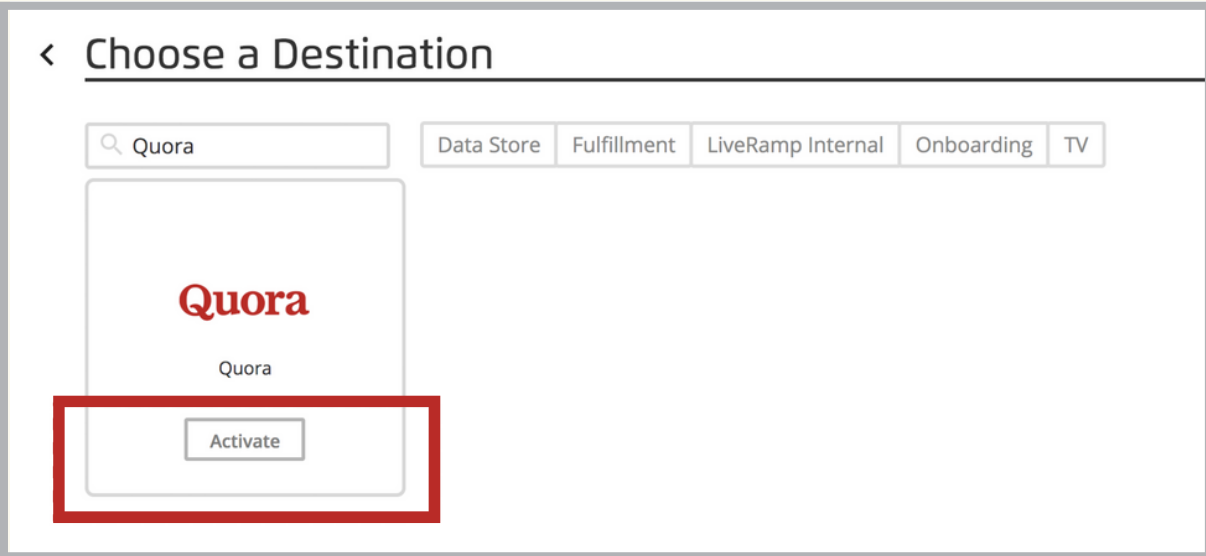 Choose a Destination
Quora
Data Store Fulfillment LiveRamp Internal Onboarding TV
Quora
Quora
Activate